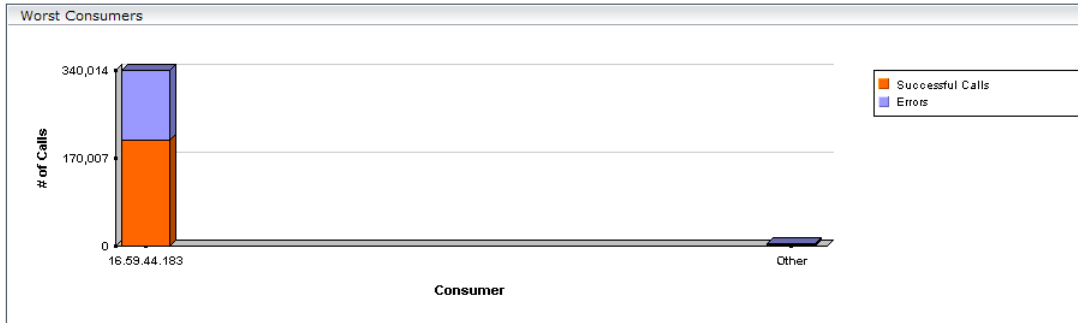 Worst Consumers
340,014
170,007
0
# of Calls
16.59.44.183
Other
Consumer
Successful Calls
Errors